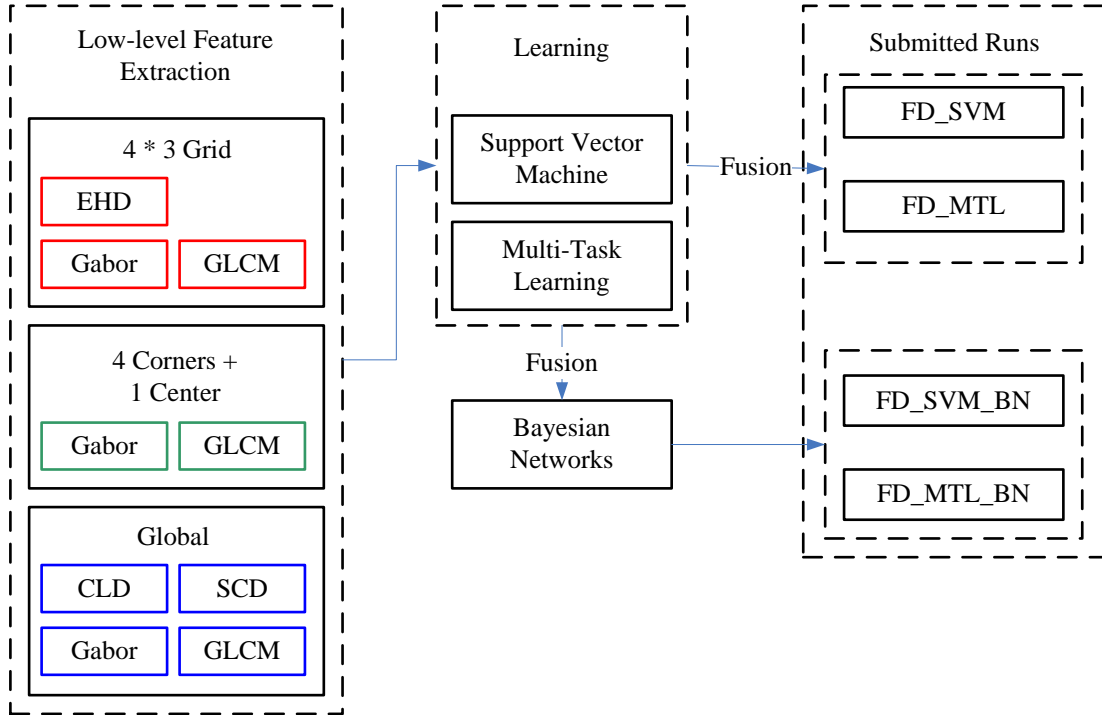 Low-level Feature
Extraction
4 * 3 Grid
EHD
Gabor GLCM
4 Corners +
1 Center
Gabor GLCM
Global
CLD SCD
Gabor GLCM
Learning
Support Vector
Machine
Multi-Task
Learning
Fusion
Bayesian
Networks
Fusion
Submitted Runs
FD_SVM
FD_MTL
FD_SVM_BN
FD_MTL_BN